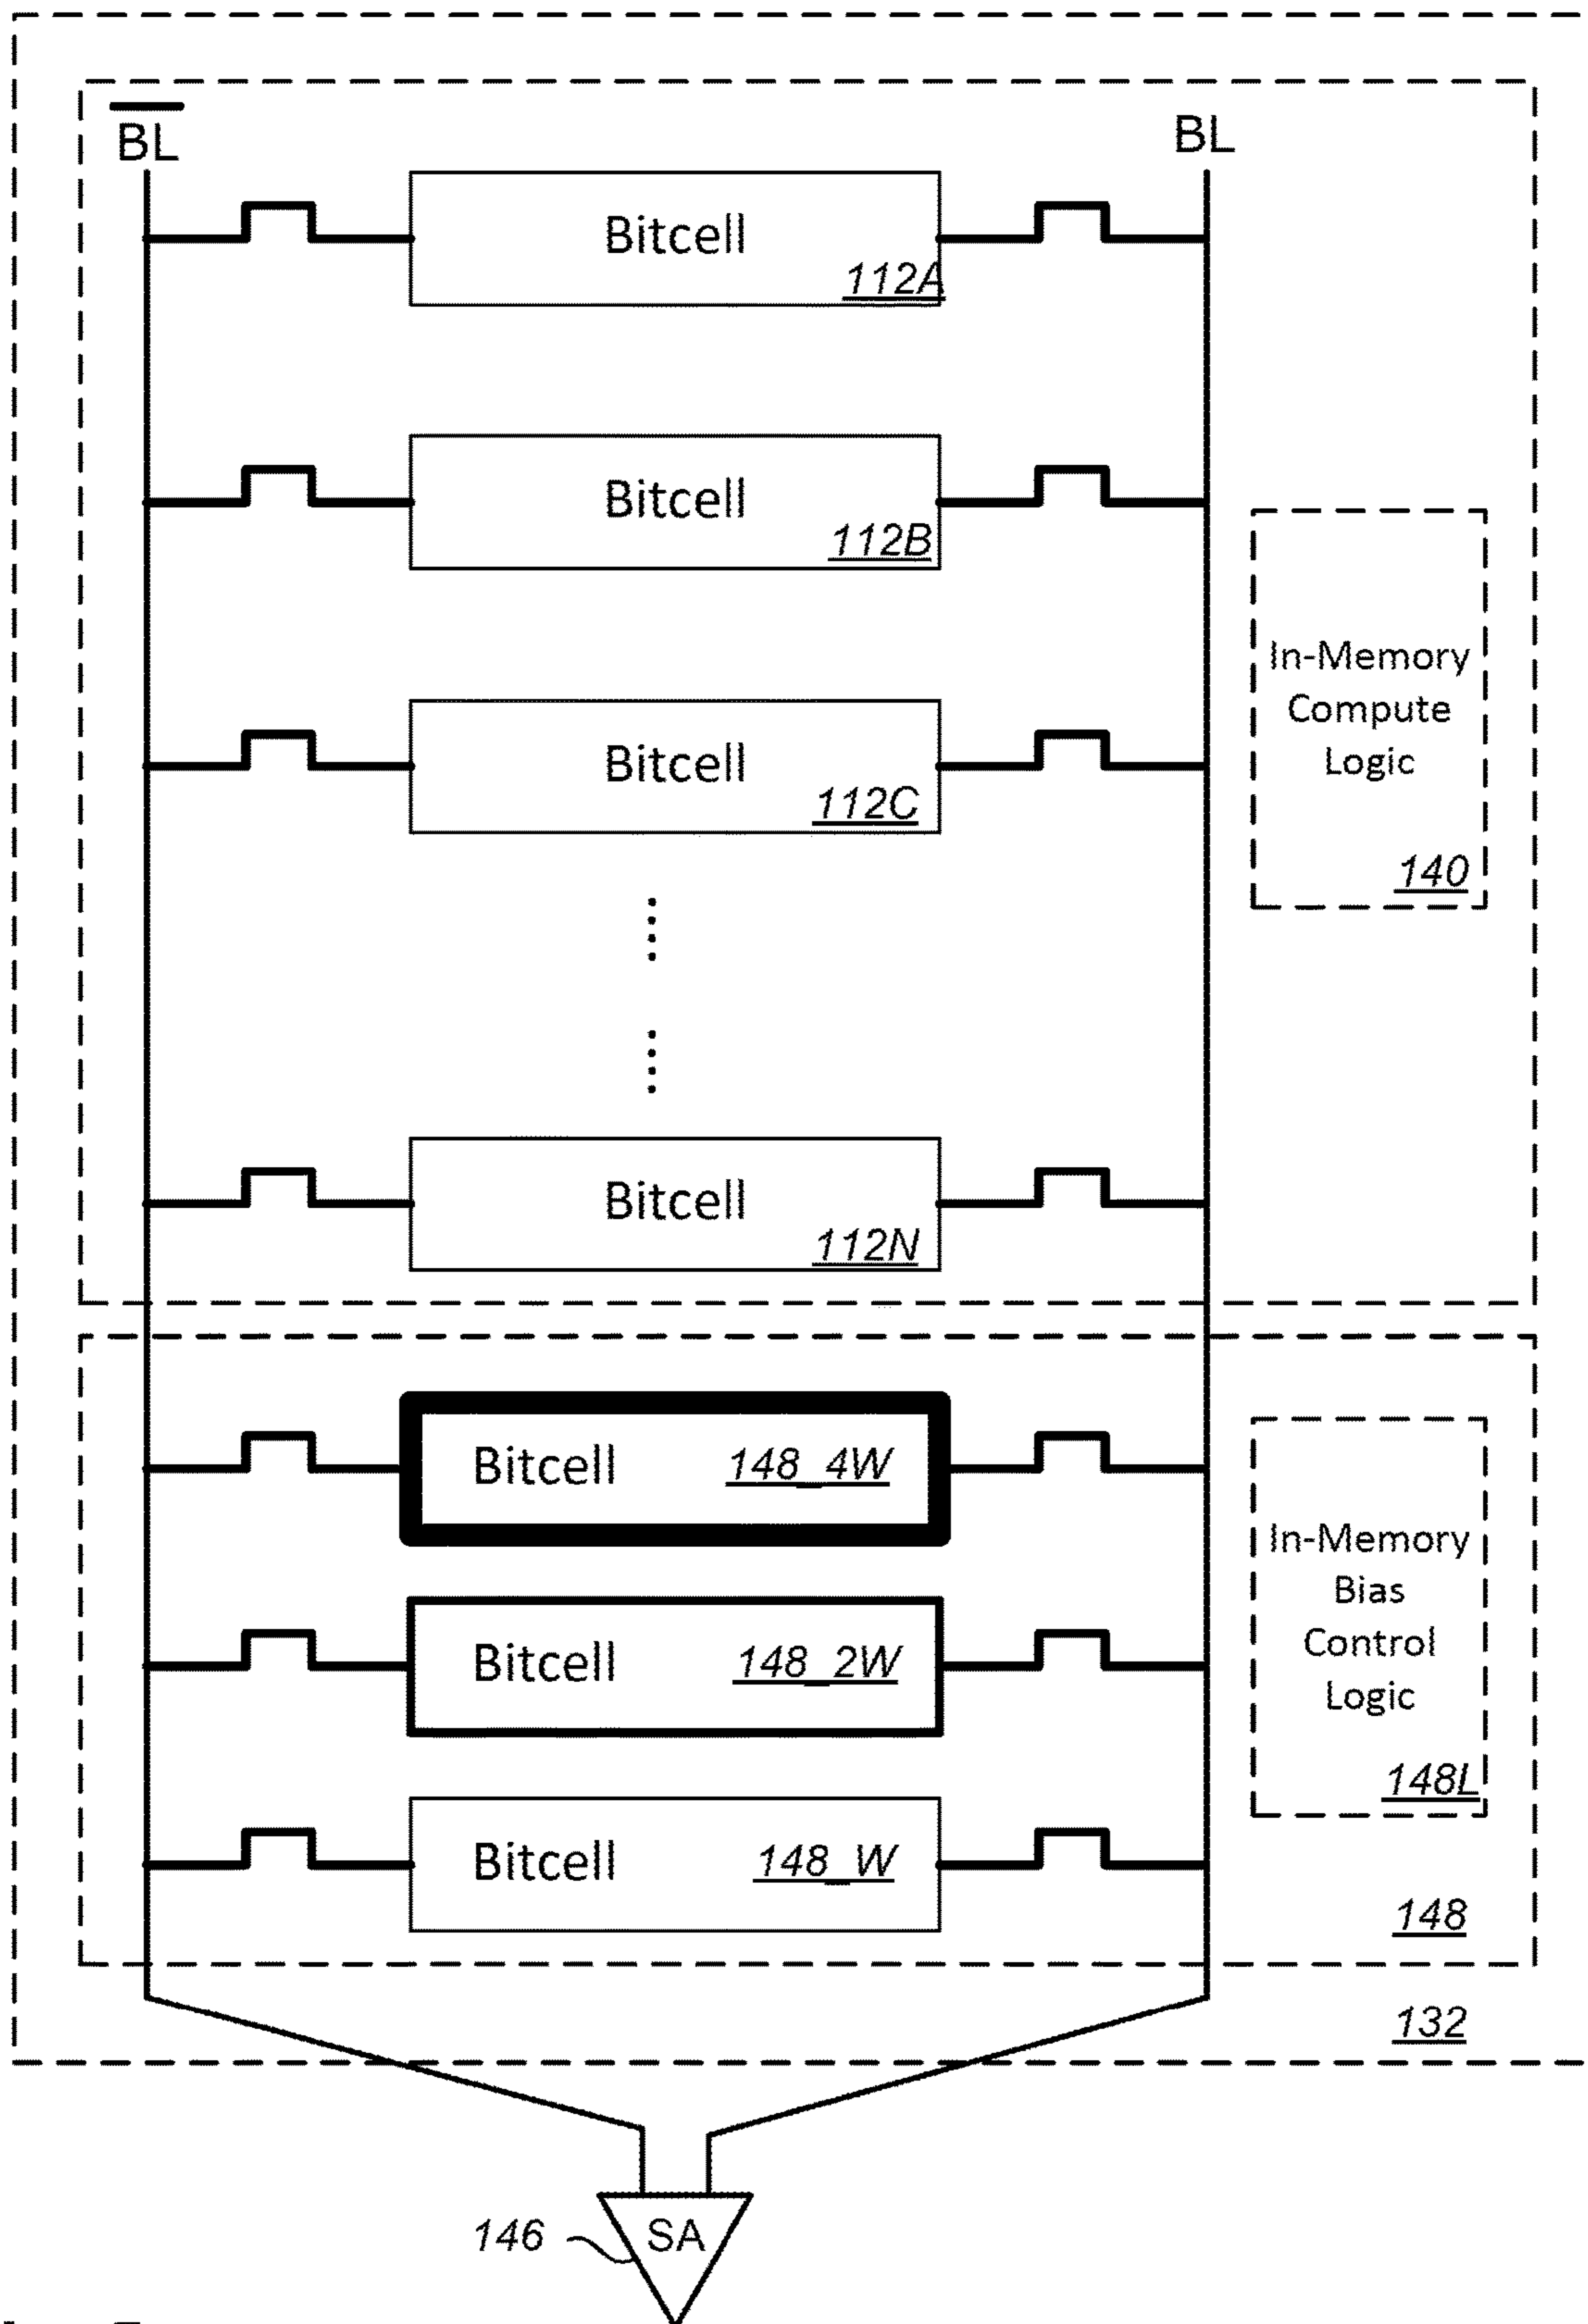 B̅L̅
BL
Bitcell
112A
Bitcell
112B
In-Memory
Compute
Logic
140
Bitcell
112C
Bitcell
112N
Bitcell 148_4W
Bitcell 148_2W
Bitcell 148_W
In-Memory
Bias
Control
Logic
148L
148
132
146
SA